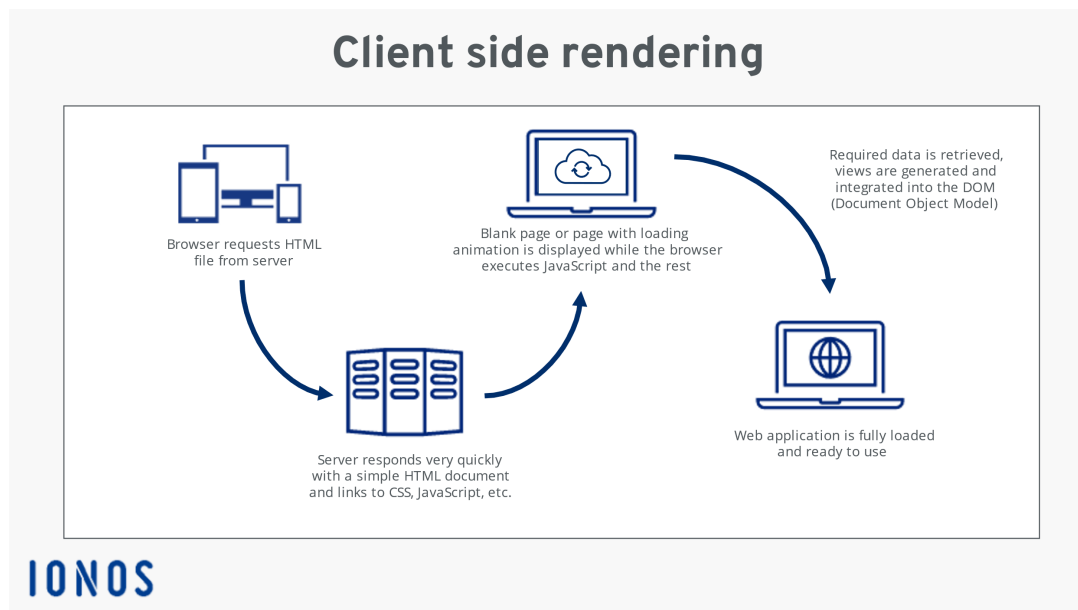 Client side rendering
Browser requests HTML
file from server
Server responds very quickly
with a simple HTML document
and links to CSS, JavaScript, etc.
Blank page or page with loading
animation is displayed while the browser
executes JavaScript and the rest
Required data is retrieved,
views are generated and
integrated into the DOM
(Document Object Model)
Web application is fully loaded
and ready to use
IONOS